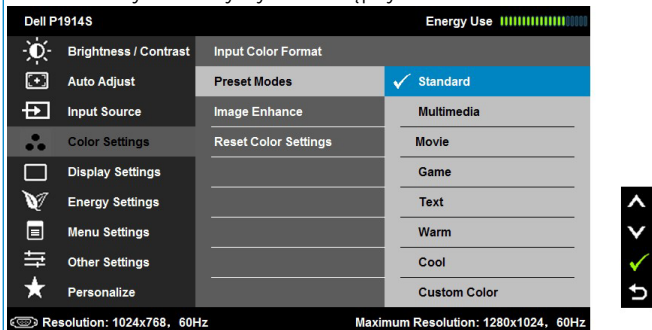 Dell P1914S Energy Use
Brightness / Contrast Input Color Format
Auto Adjust Preset Modes Standard
Input Source Image Enhance Multimedia
Color Settings Reset Color Settings Movie
Display Settings Game
Energy Settings Text
Menu Settings Warm
Other Settings Cool
Personalize Custom Color
Resolution: 1024x768, 60Hz Maximum Resolution: 1280x1024, 60Hz